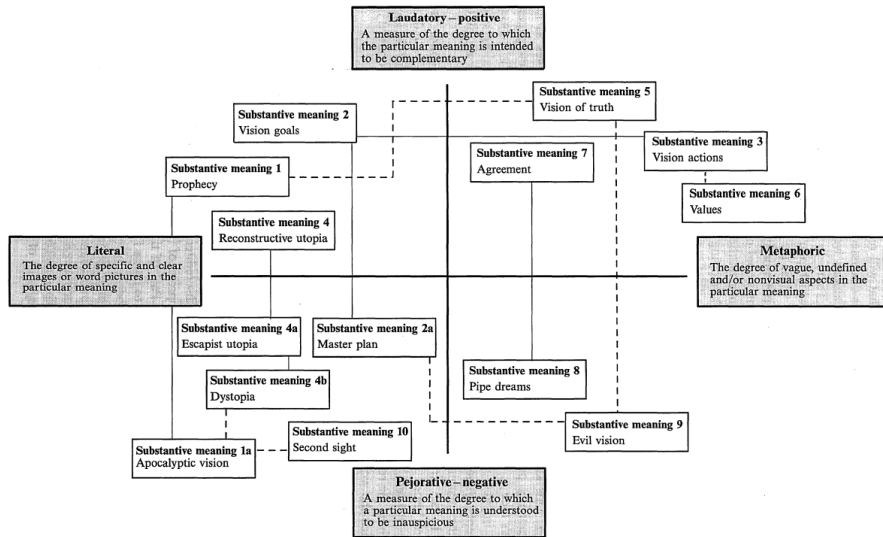 Laudatory–positive
A measure of the degree to which
the particular meaning is intended
to be complementary
Substantive meaning 5
Vision of truth
Substantive meaning 2
Vision goals
Substantive meaning 3
Vision actions
Substantive meaning 7
Agreement
Substantive meaning 1
Prophecy
Substantive meaning 6
Values
Substantive meaning 4
Reconstructive utopia
Literal
The degree of specific and clear
images or word pictures in the
particular meaning
Metaphoric
The degree of vague, undefined
and/or nonvisual aspects in the
particular meaning
Substantive meaning 4a
Escapist utopia
Substantive meaning 2a
Master plan
Substantive meaning 8
Pipe dreams
Substantive meaning 4b
Dystopia
Substantive meaning 9
Evil vision
Substantive meaning 10
Second sight
Substantive meaning 1a
Apocalyptic vision
Pejorative–negative
A measure of the degree to which
a particular meaning is understood
to be inauspicious